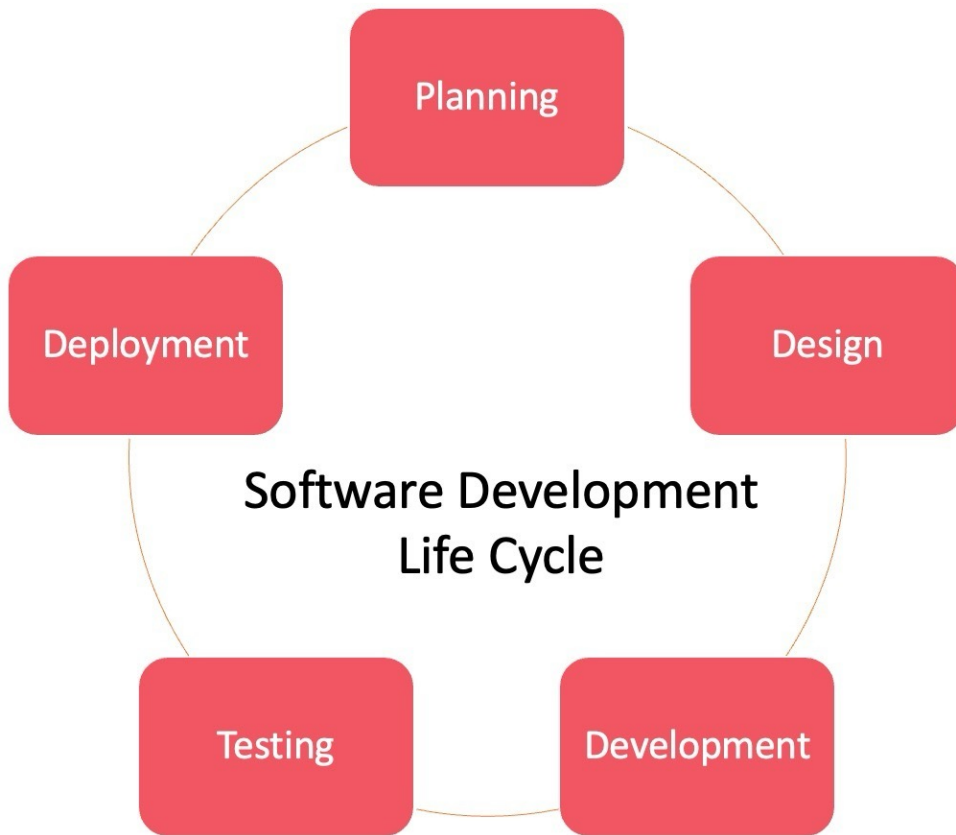 Planning
Design
Development
Testing
Deployment
Software Development
Life Cycle